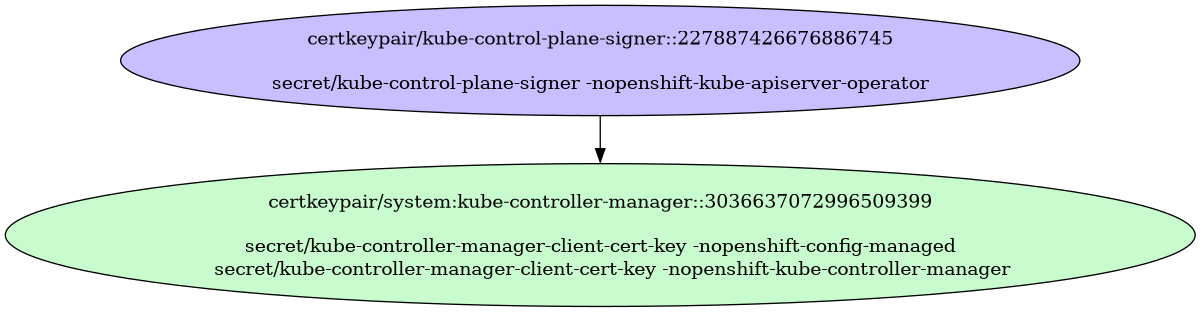 certkeypair/kube-control-plane-signer::227887426676886745
secret/kube-control-plane-signer -nopenshift-kube-apiserver-operator
certkeypair/system:kube-controller-manager::3036637072996509399
secret/kube-controller-manager-client-cert-key -nopenshift-config-managed
secret/kube-controller-manager-client-cert-key -nopenshift-kube-controller-manager